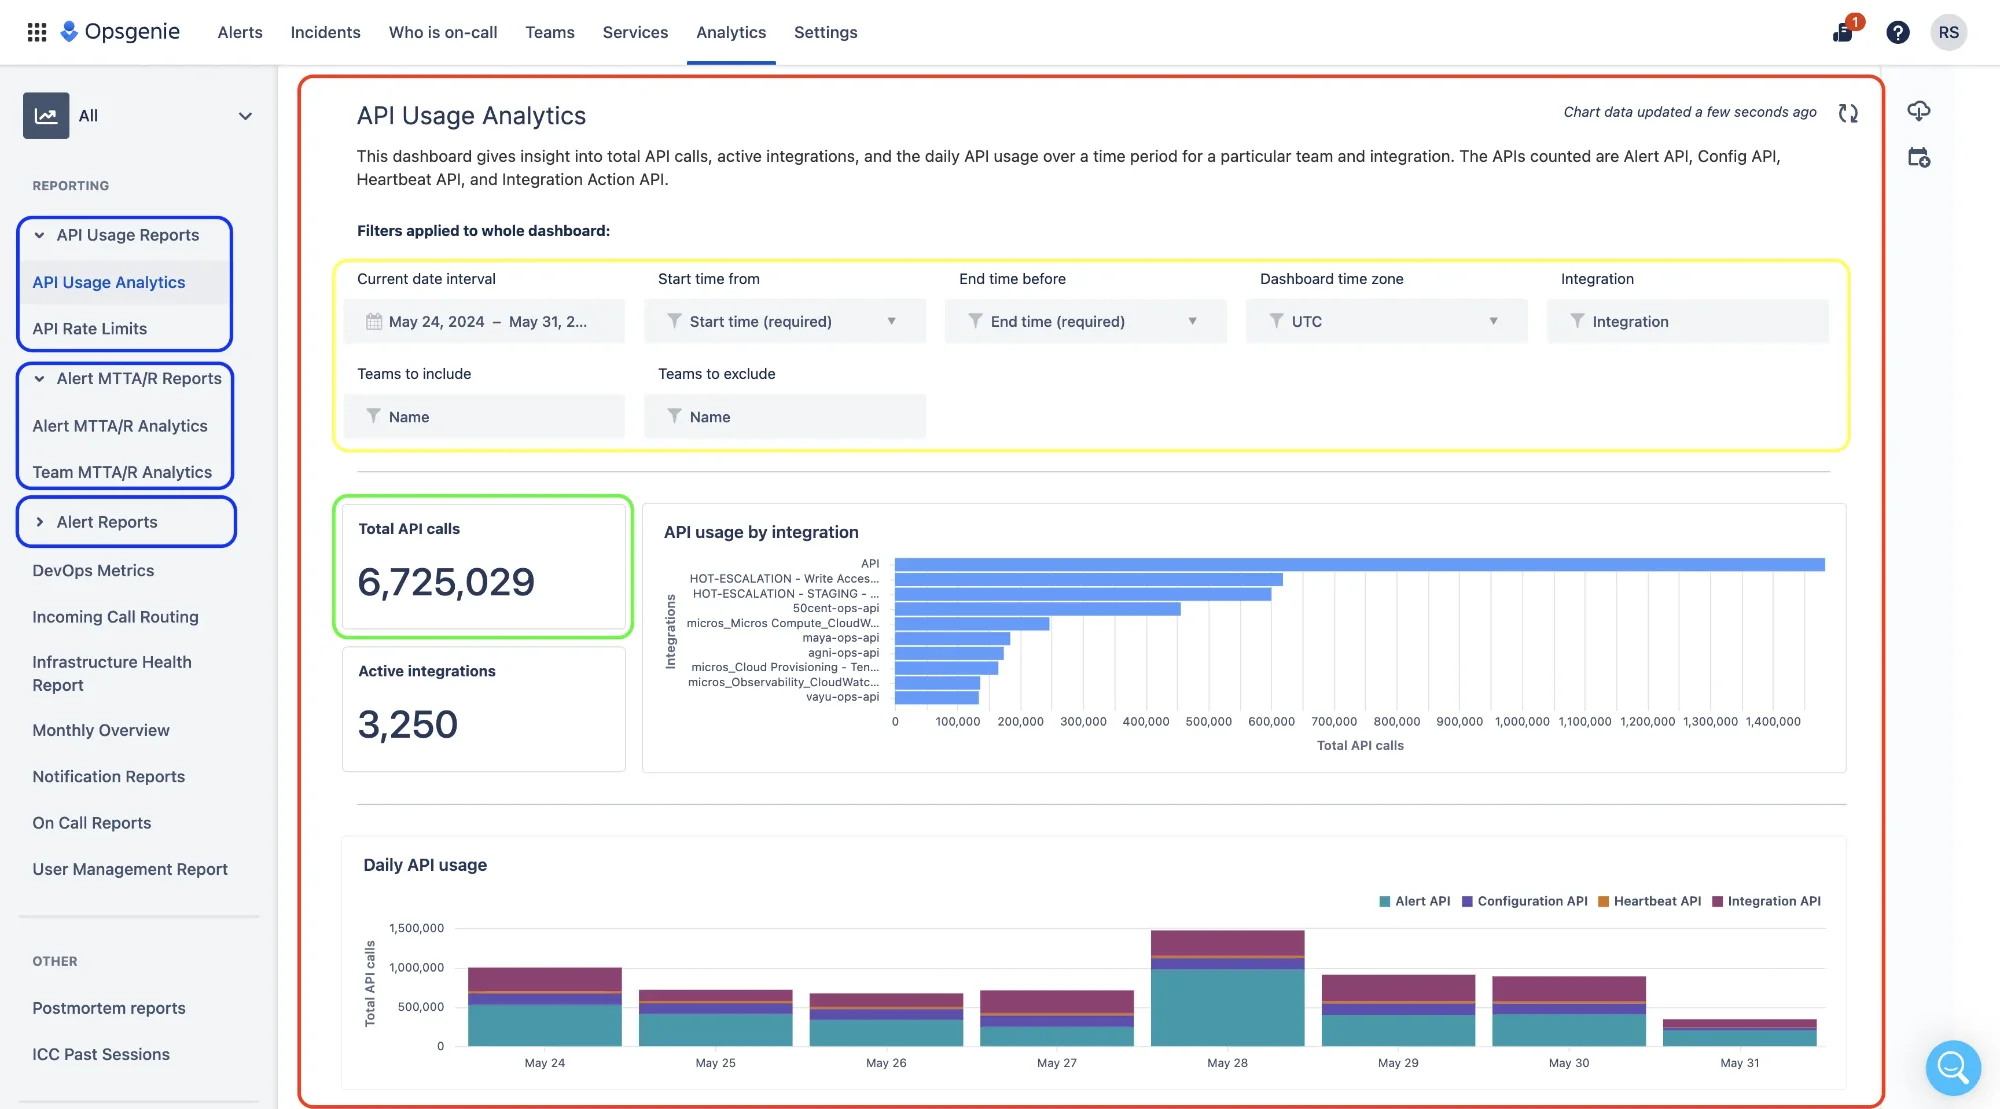 Opsgenie
Alerts
Incidents
Who is on-call
Teams
Services
Analytics
Settings
1
?
RS
All
REPORTING
API Usage Reports
API Usage Analytics
API Rate Limits
Alert MTTA/R Reports
Alert MTTA/R Analytics
Team MTTA/R Analytics
Alert Reports
DevOps Metrics
Incoming Call Routing
Infrastructure Health
Report
Monthly Overview
Notification Reports
On Call Reports
User Management Report
OTHER
Postmortem reports
ICC Past Sessions
API Usage Analytics
Chart data updated a few seconds ago
This dashboard gives insight into total API calls, active integrations, and the daily API usage over a time period for a particular team and integration. The APIs counted are Alert API, Config API,
Heartbeat API, and Integration Action API.
Filters applied to whole dashboard:
Current date interval
Start time from
End time before
Dashboard time zone
Integration
May 24, 2024 – May 31, 2...
Start time (required)
End time (required)
UTC
Integration
Teams to include
Teams to exclude
Name
Name
Total API calls
6,725,029
Active integrations
3,250
API usage by integration
Integrations
API
HOT-ESCALATION - Write Acces...
HOT-ESCALATION - STAGING - ...
50cent-ops-api
micros_Micros Compute_CloudW...
maya-ops-api
agni-ops-api
micros_Cloud Provisioning - Ten...
micros_Observability_CloudWatc...
vayu-ops-api
0
100,000
200,000
300,000
400,000
500,000
600,000
700,000
800,000
900,000
1,000,000
1,100,000
1,200,000
1,300,000
1,400,000
Total API calls
Daily API usage
Alert API
Configuration API
Heartbeat API
Integration API
Total API calls
1,500,000
1,000,000
500,000
0
May 24
May 25
May 26
May 27
May 28
May 29
May 30
May 31